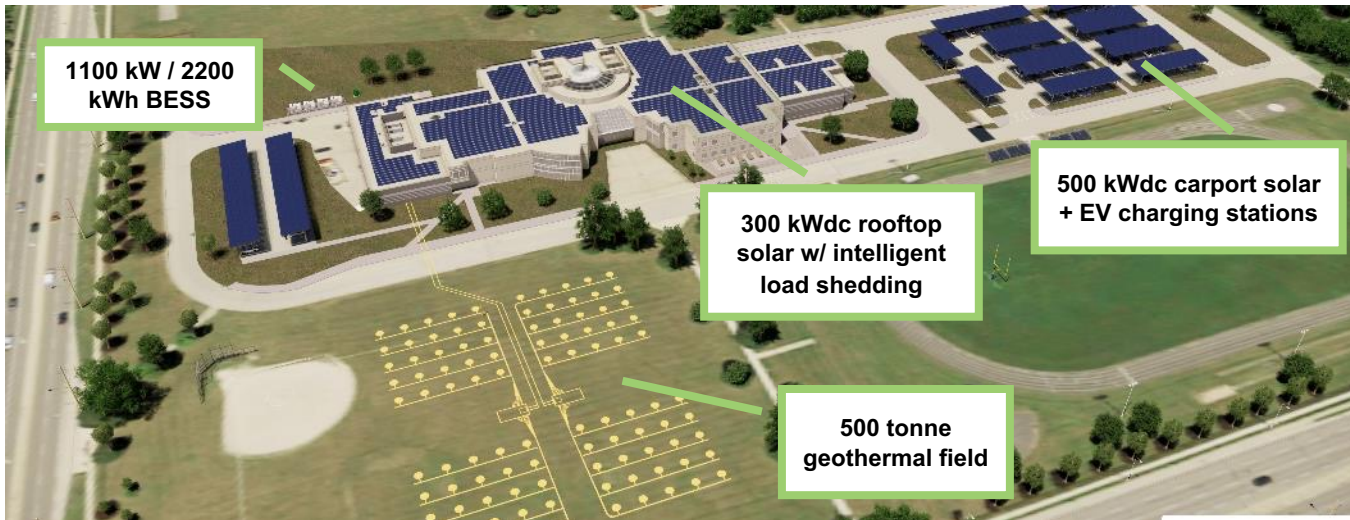 1100 kW / 2200
kWh BESS
300 kWdc rooftop
solar w/ intelligent
load shedding
500 kWdc carport solar
+ EV charging stations
500 tonne
geothermal field